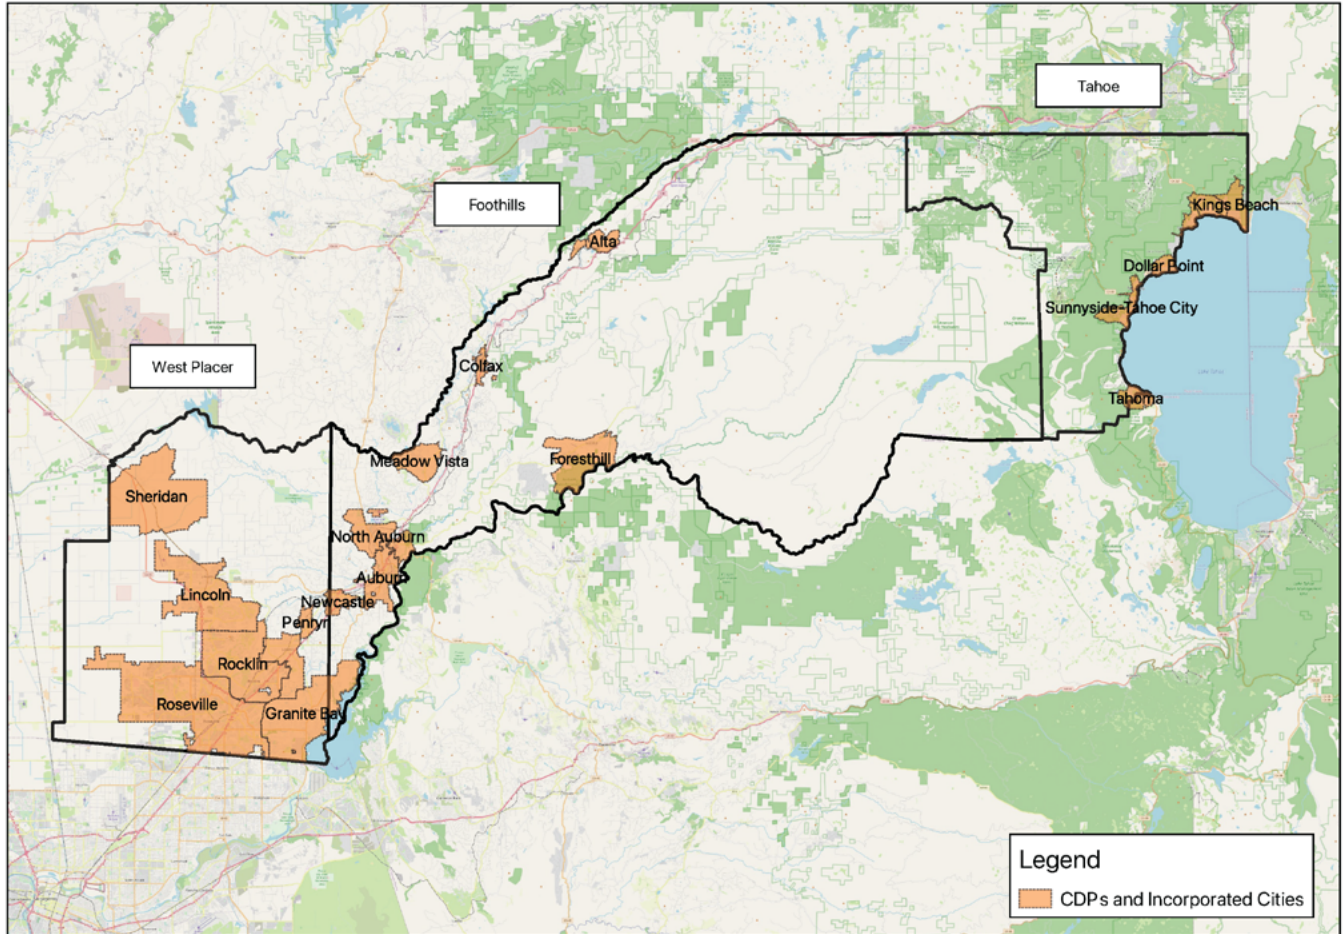 Tahoe
Foothills
Kings Beach
Alta
Dollar Point
Sunnyside-Tahoe City
West Placer
Colfax
Tahoma
Meadow Vista
Foresthill
Sheridan
North Auburn
Auburn
Lincoln
Newcastle
Penryn
Rocklin
Roseville
Granite Bay
Legend
CDPs and Incorporated Cities